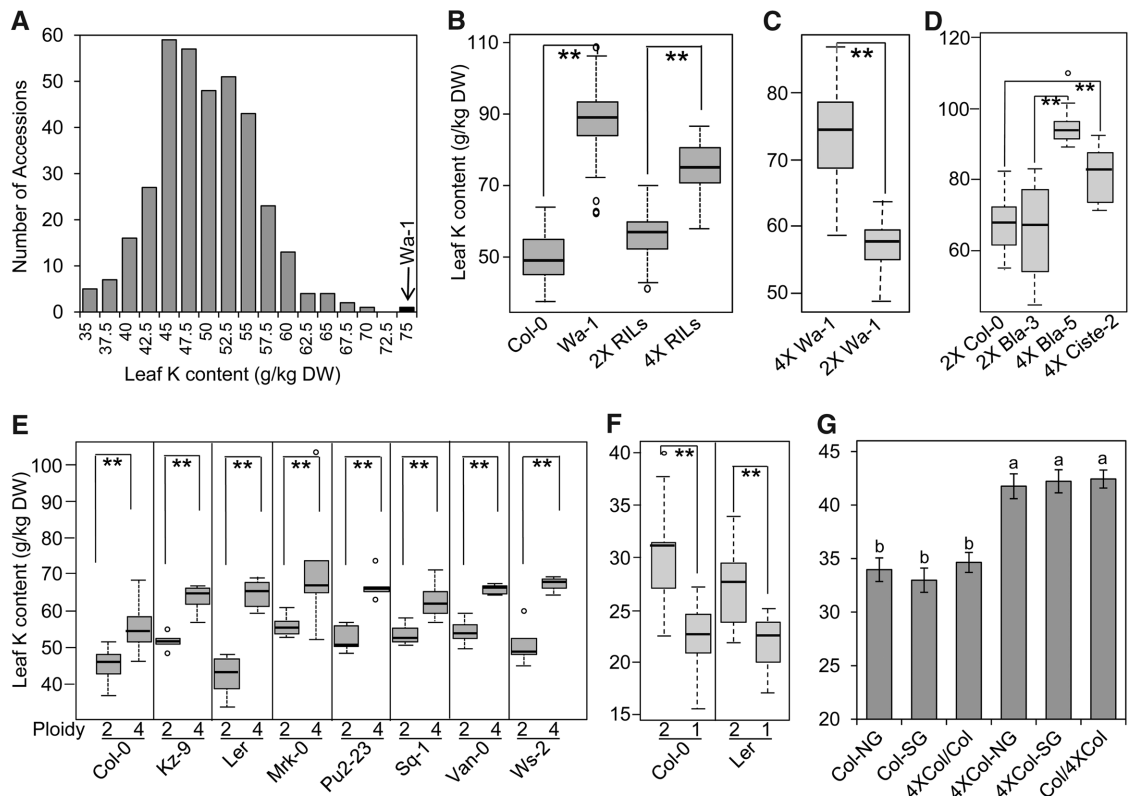 A
Number of Accessions
60
50
40
30
20
10
0
Wa-1
35
37.5
40
42.5
45
47.5
50
52.5
55
57.5
60
62.5
65
67.5
70
72.5
75
Leaf K content (g/kg DW)
B
Leaf K content (g/kg DW)
110
90
70
50
**
**
Col-0
Wa-1
2X RILs
4X RILs
C
80
70
60
50
**
4X Wa-1
2X Wa-1
D
120
100
80
60
**
**
2X Col-0
2X Bla-3
4X Bla-5
4X Ciste-2
E
Leaf K content (g/kg DW)
100
90
80
70
60
50
40
**
**
**
**
**
**
**
**
Ploidy 2 4 2 4 2 4 2 4 2 4 2 4 2 4 2 4
Col-0
Kz-9
Ler
Mrk-0
Pu2-23
Sq-1
Van-0
Ws-2
F
40
35
30
25
20
15
**
**
2 1 2 1
Col-0
Ler
G
45
40
35
30
25
20
b
b
b
a
a
a
Col-NG
Col-SG
4XCol/Col
4XCol-NG
4XCol-SG
Col/4XCol